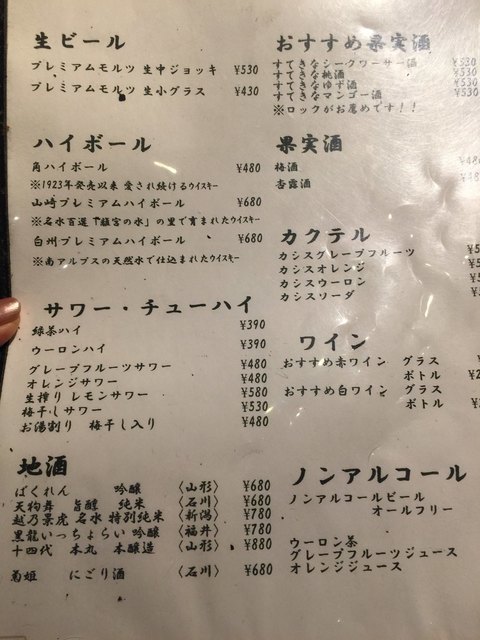 生ビール
プレミアムモルツ 生中ジョッキ ¥530
プレミアムモルツ 生小グラス ¥430
ハイボール
角ハイボール ¥480
※1923年発売以来 愛され続けるウイスキー
山崎プレミアムハイボール ¥680
※名水百選「離宮の水」の里で育まれたウイスキー
白州プレミアムハイボール ¥680
※南アルプスの天然水で仕込まれたウイスキー
サワー・チューハイ
緑茶ハイ ¥390
ウーロンハイ ¥390
グレープフルーツサワー ¥480
オレンジサワー ¥480
生搾り レモンサワー ¥580
梅干しサワー ¥530
お湯割り 梅干し入り ¥480
地酒
ばくれん 吟醸 〈山形〉 ¥680
天狗舞 旨醇 純米 〈石川〉 ¥680
越乃景虎 名水 特別純米 〈新潟〉 ¥780
黒龍いっちょらい 吟醸 〈福井〉 ¥780
十四代 本丸 本醸造 〈山形〉 ¥880
菊姫 にごり酒 〈石川〉 ¥680
おすすめ果実酒
すてきなシークワーサー酒 ¥530
すてきな桃酒 ¥530
すてきなゆず酒 ¥530
すてきなマンゴー酒 ¥530
※ロックがお薦めです!!
果実酒
梅酒 ¥48
杏露酒 ¥48
カクテル
カシスグレープフルーツ ¥5
カシスオレンジ ¥5
カシスウーロン ¥5
カシスソーダ ¥5
ワイン
おすすめ赤ワイン グラス ¥
ボトル ¥2
おすすめ白ワイン グラス ¥
ボトル ¥
ノンアルコール
ノンアルコールビール
オールフリー
ウーロン茶
グレープフルーツジュース
オレンジジュース